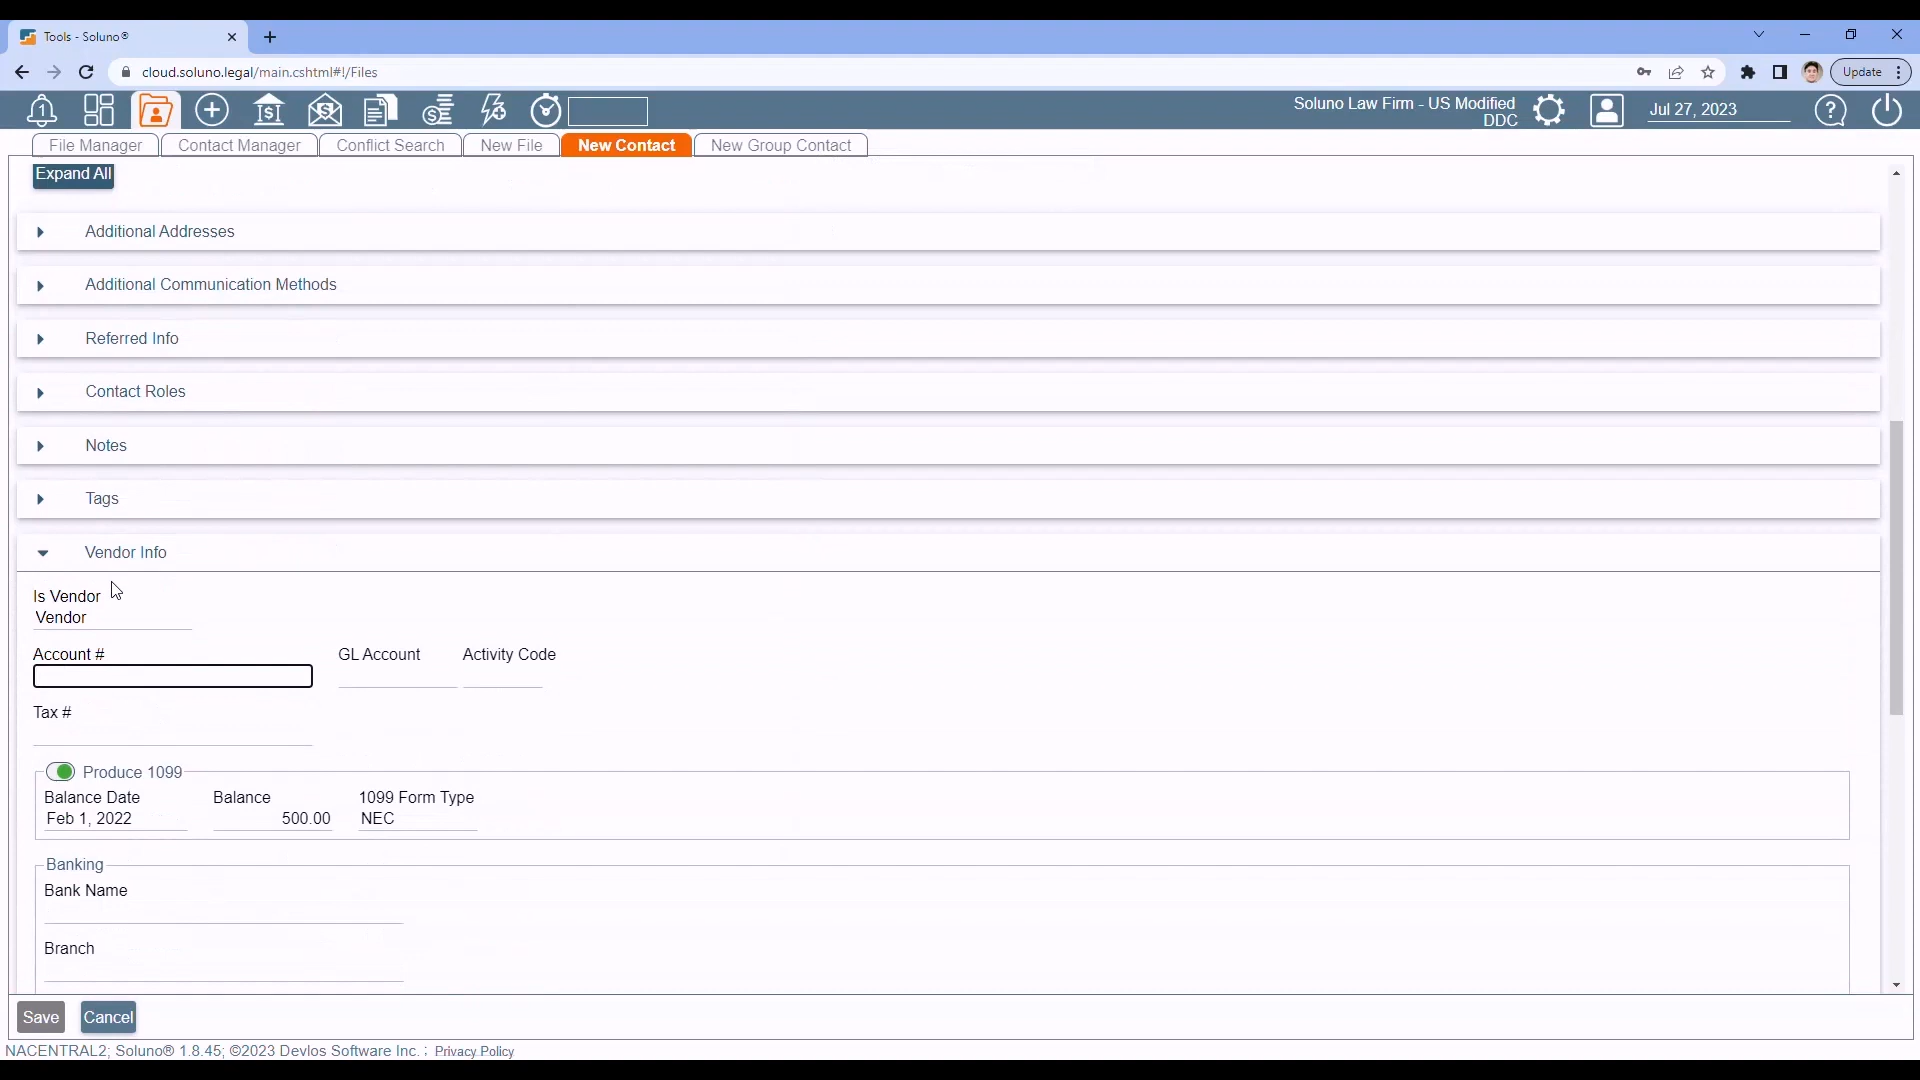 Tools - Soluno®
cloud.soluno.legal/main.cshtml#!/Files
Update
1
Soluno Law Firm - US Modified
DDC
Jul 27, 2023
File Manager
Contact Manager
Conflict Search
New File
New Contact
New Group Contact
Expand All
Additional Addresses
Additional Communication Methods
Referred Info
Contact Roles
Notes
Tags
Vendor Info
Is Vendor
Vendor
Account # GL Account Activity Code
Tax #
Produce 1099
Balance Date Balance 1099 Form Type
Feb 1, 2022 500.00 NEC
Banking
Bank Name
Branch
Save Cancel
NACENTRAL2; Soluno® 1.8.45; ©2023 Devlos Software Inc. ; Privacy Policy